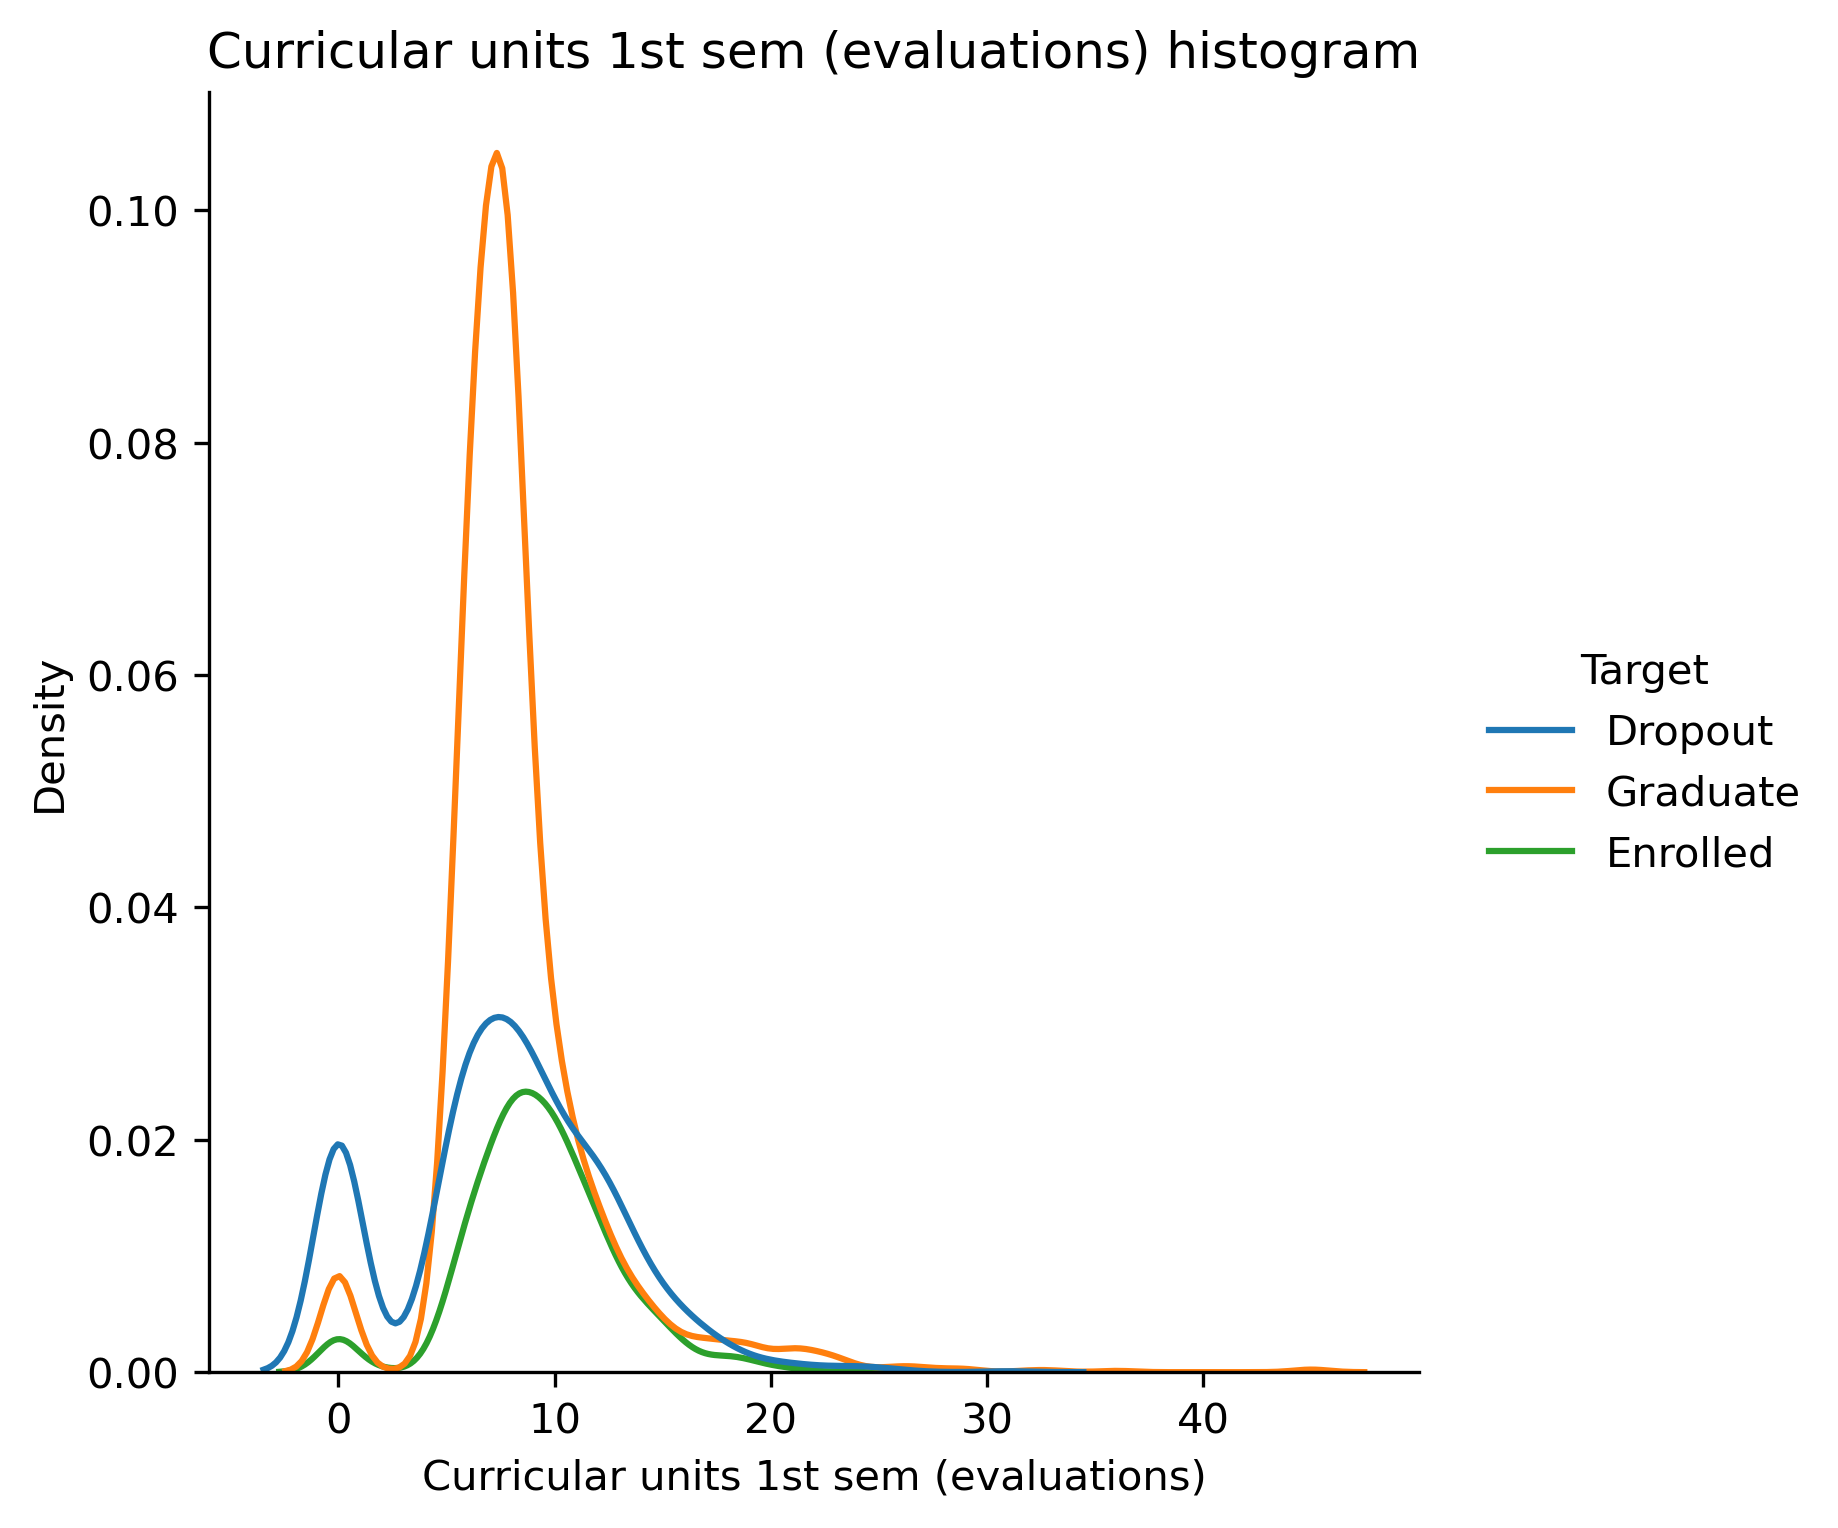 Curricular units 1st sem (evaluations) histogram
0.10
0.08
0.06
0.04
0.02
0.00
Density
0 10 20 30 40
Curricular units 1st sem (evaluations)
Target
Dropout
Graduate
Enrolled